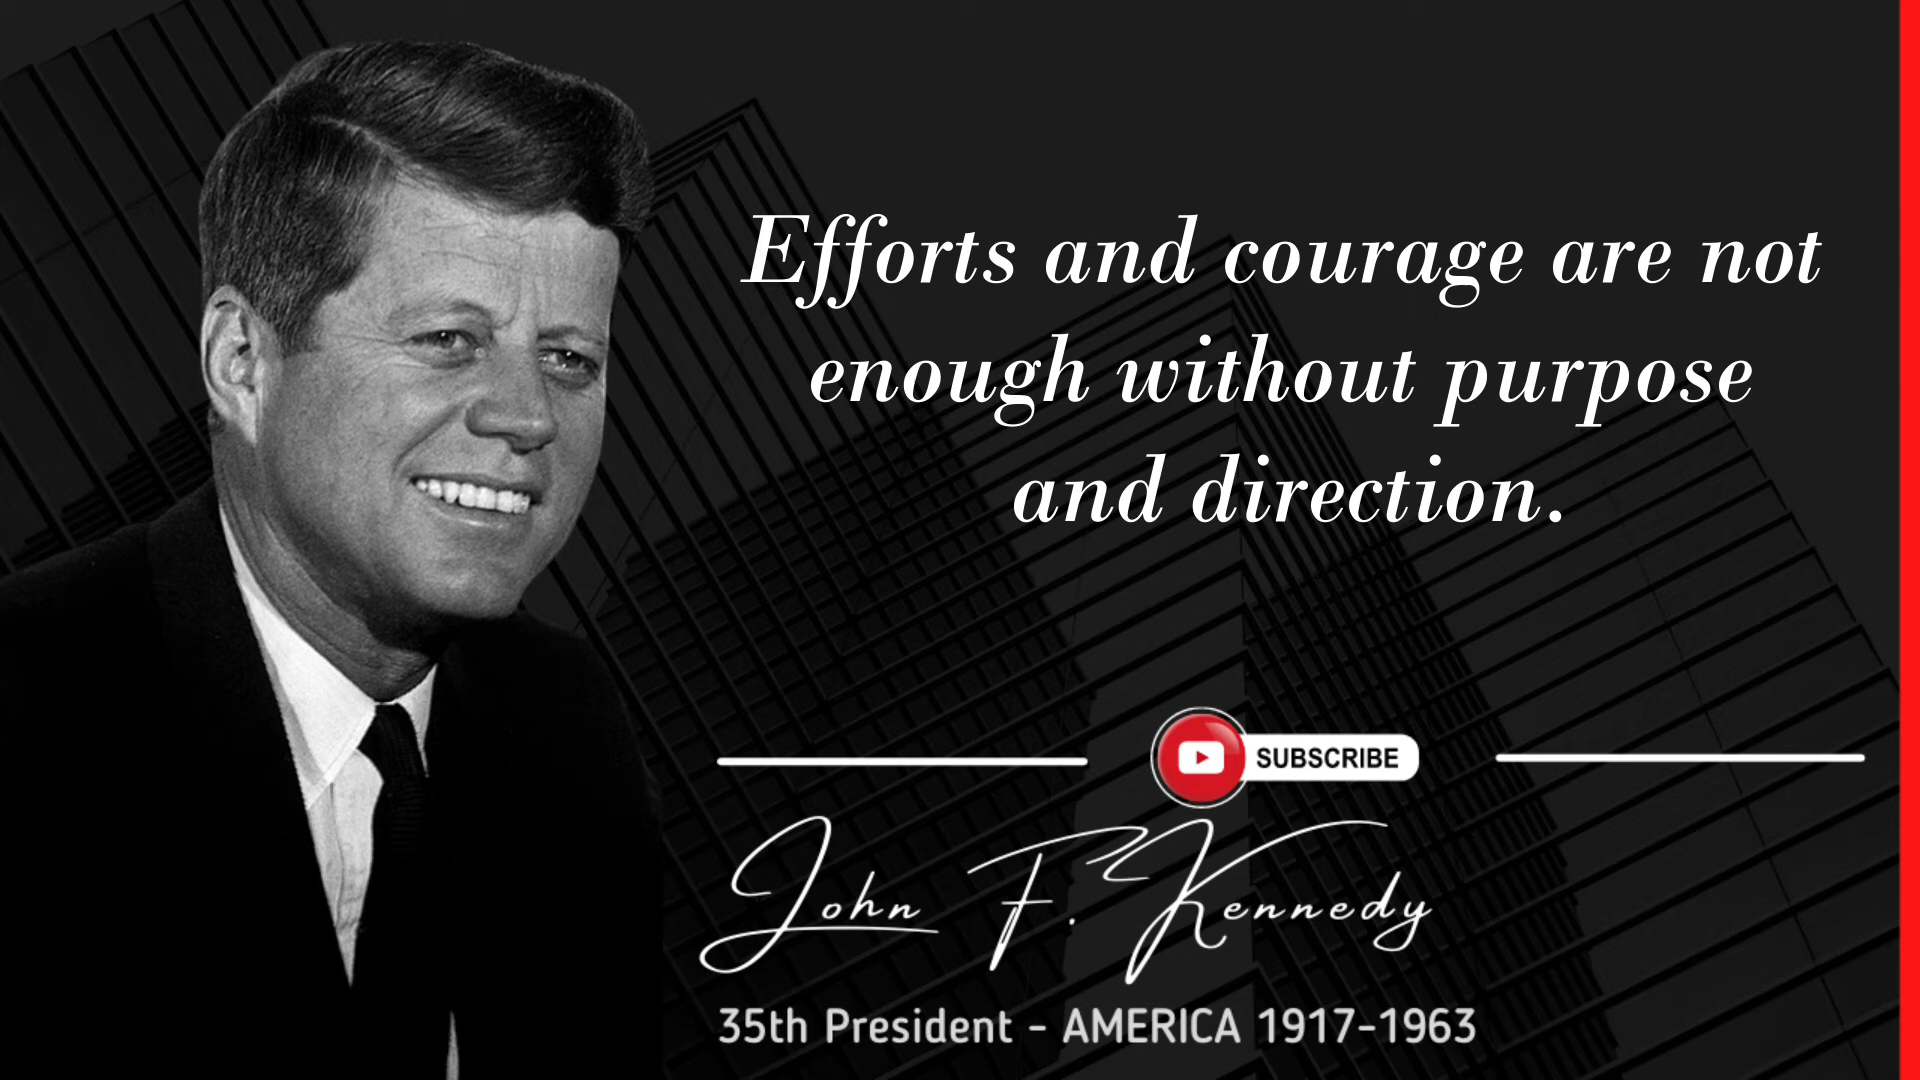 Efforts and courage are not
enough without purpose
and direction.
SUBSCRIBE
John F. Kennedy
35th President - AMERICA 1917-1963